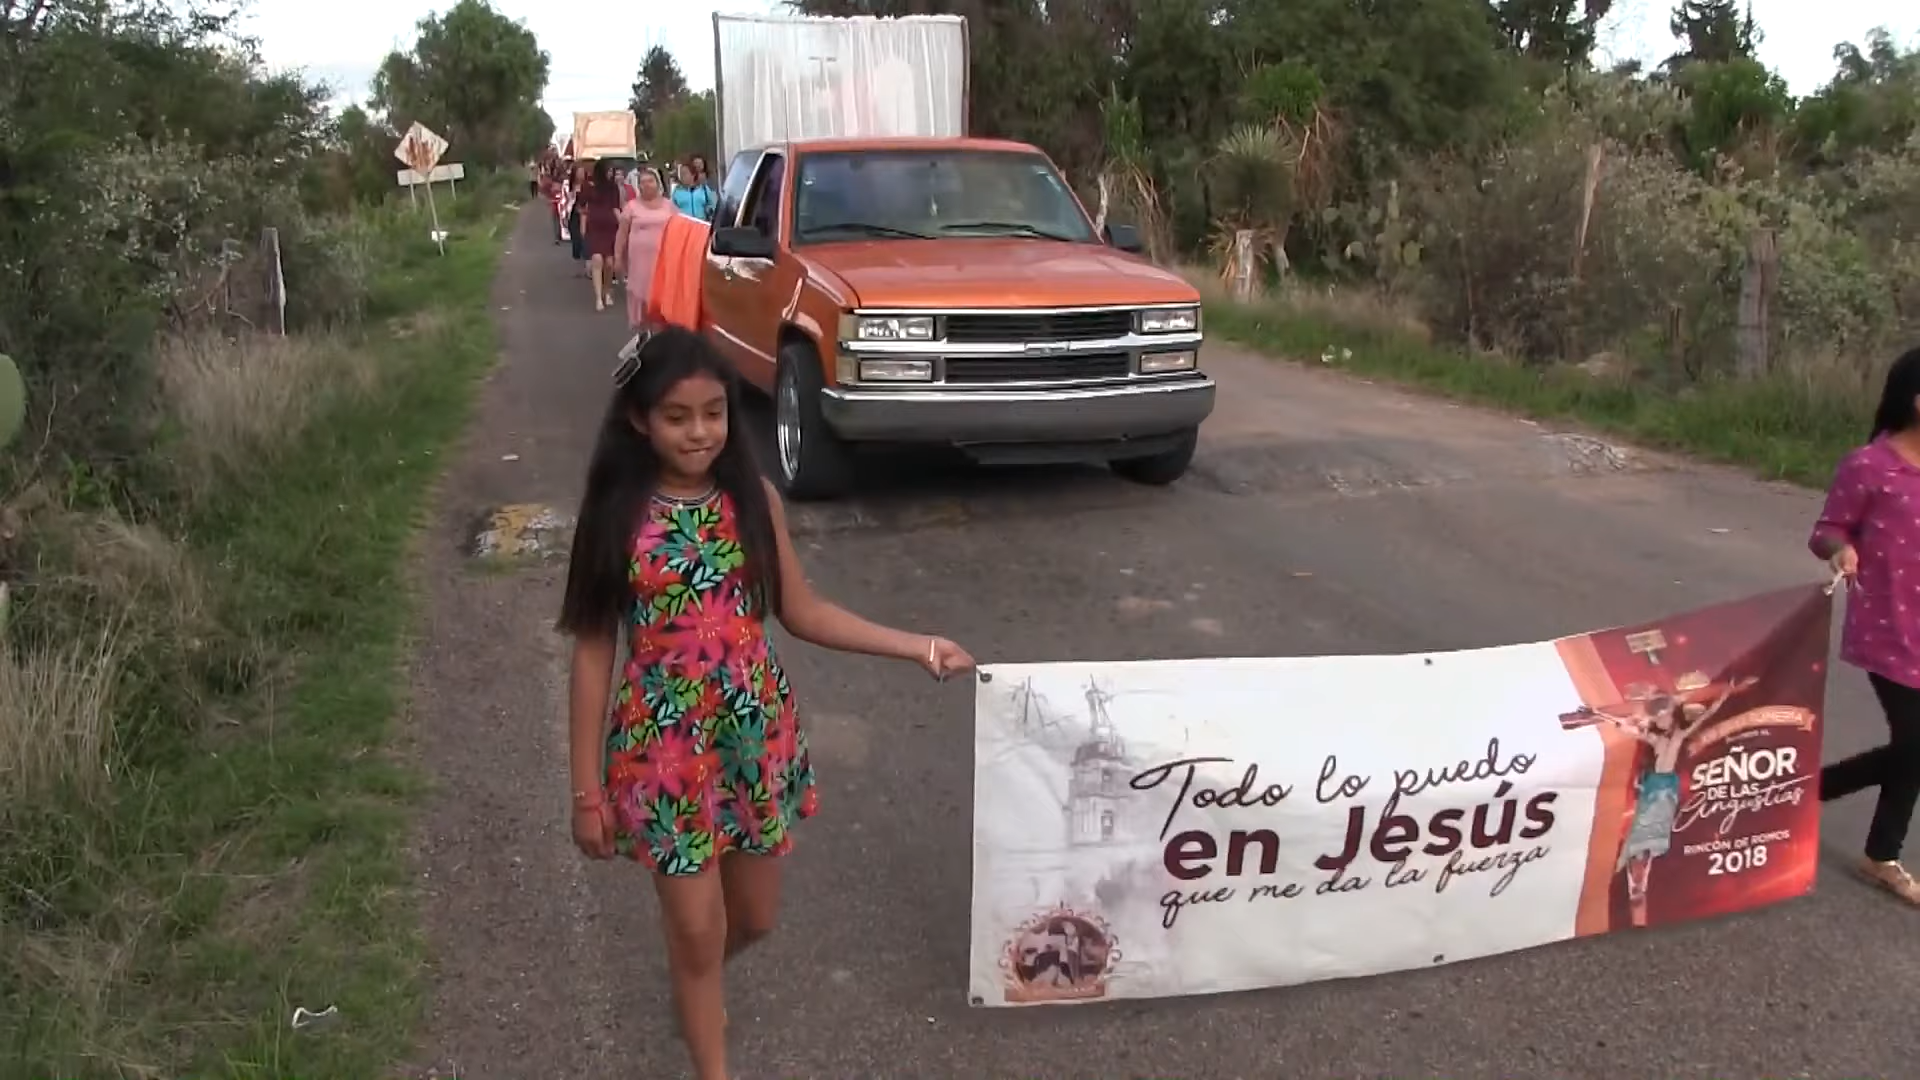 Todo lo puedo
en Jesús
que me da la fuerza
SEÑOR
DE LAS
Angustias
RINCÓN DE ROMOS
2018